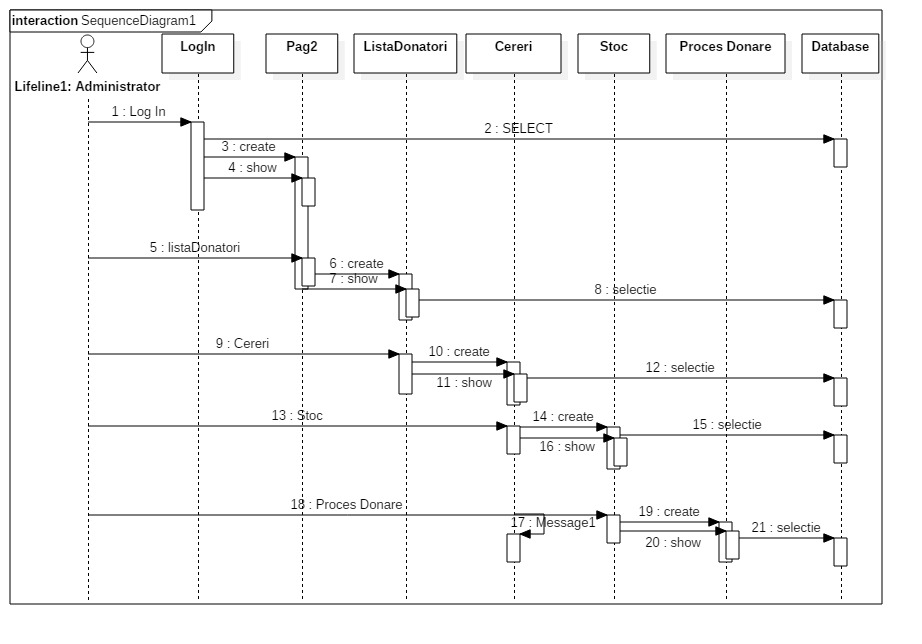 interaction SequenceDiagram1
LogIn
Pag2
ListaDonatori
Cereri
Stoc
Proces Donare
Database
Lifeline1: Administrator
1 : Log In
2 : SELECT
3 : create
4 : show
5 : listaDonatori
6 : create
7 : show
8 : selectie
9 : Cereri
10 : create
11 : show
12 : selectie
13 : Stoc
14 : create
15 : selectie
16 : show
18 : Proces Donare
19 : create
17 : Message1
21 : selectie
20 : show